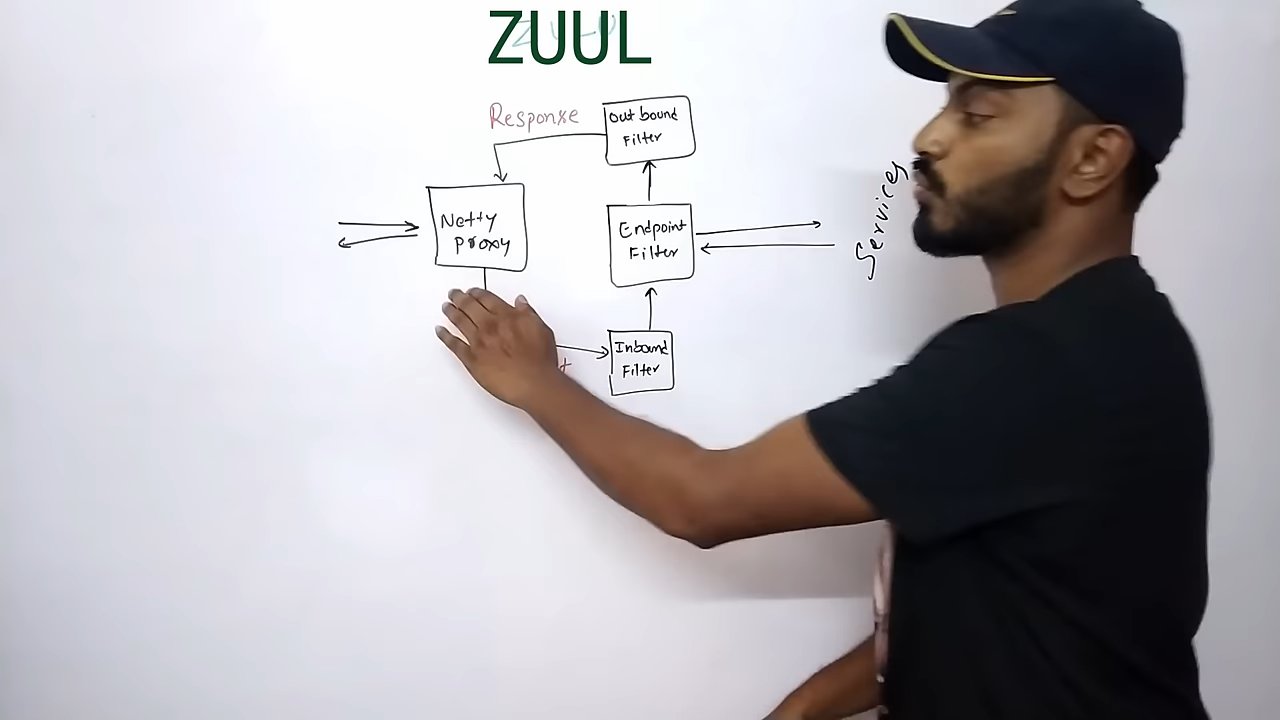 ZUUL
Response
Out bound
Filter
Netty
Proxy
Endpoint
Filter
Services
Inbound
Filter